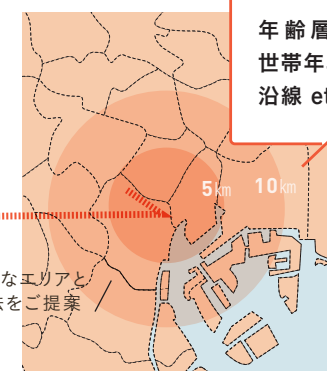 年齢層
世帯年
沿線 et
5km 10km
なエリアと
法をご提案